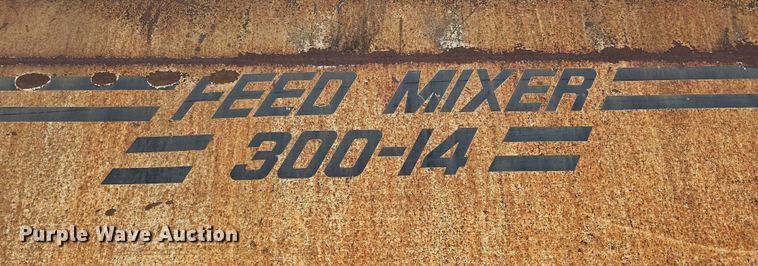 FEED MIXER
300-14
Purple Wave Auction